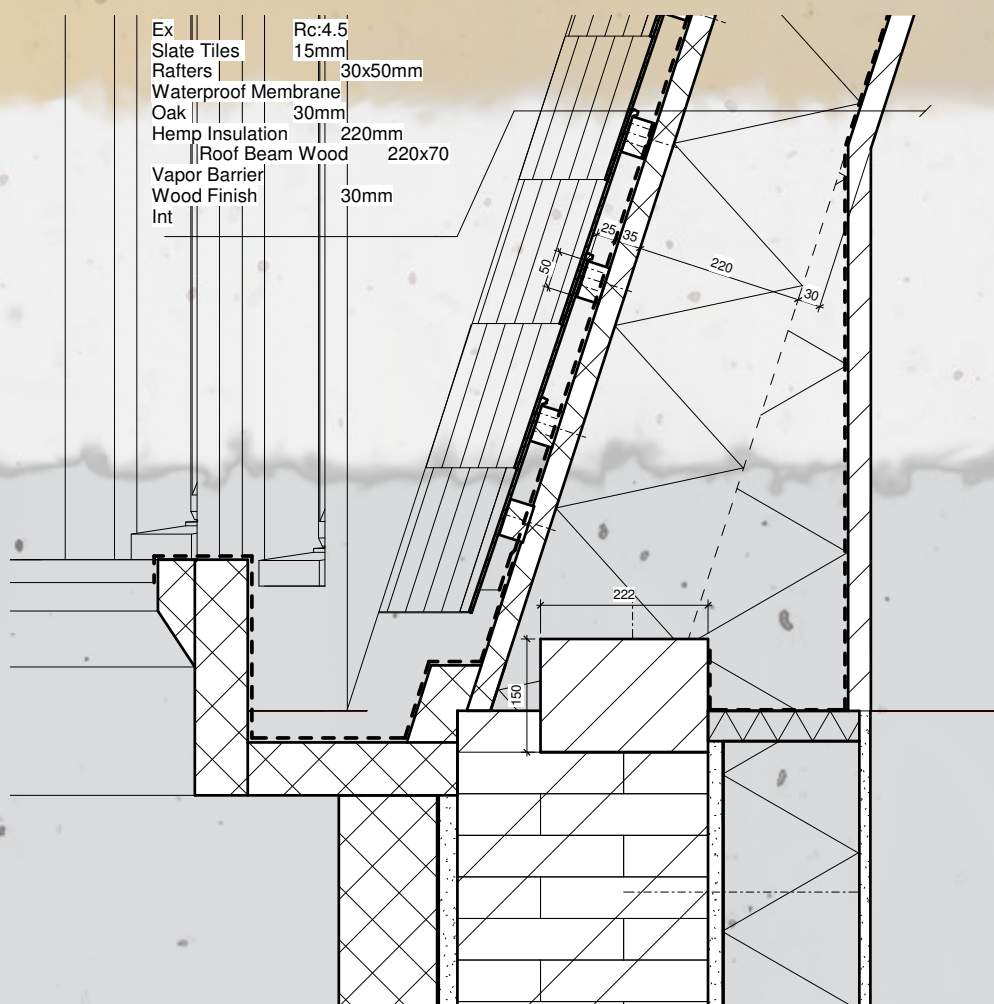 Ex Rc:4.5
Slate Tiles 15mm
Rafters 30x50mm
Waterproof Membrane
Oak 30mm
Hemp Insulation 220mm
Roof Beam Wood 220x70
Vapor Barrier
Wood Finish 30mm
Int
25 35
50
220
30
222
150